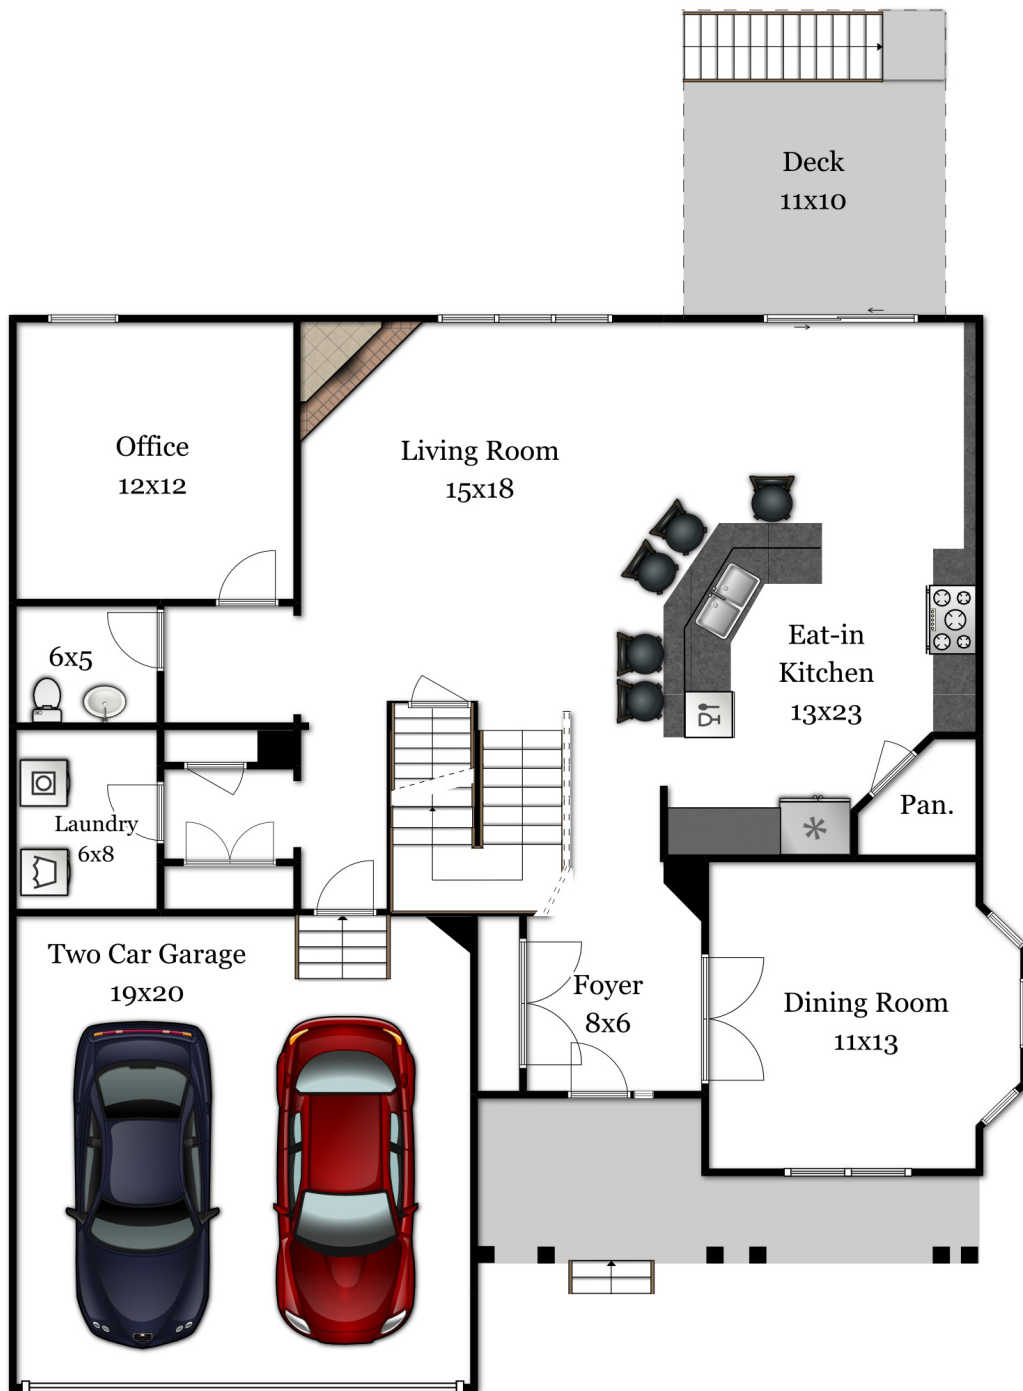 Deck
11x10
Office
12x12
Living Room
15x18
6x5
Eat-in
Kitchen
13x23
Pan.
Laundry
6x8
Two Car Garage
19x20
Foyer
8x6
Dining Room
11x13